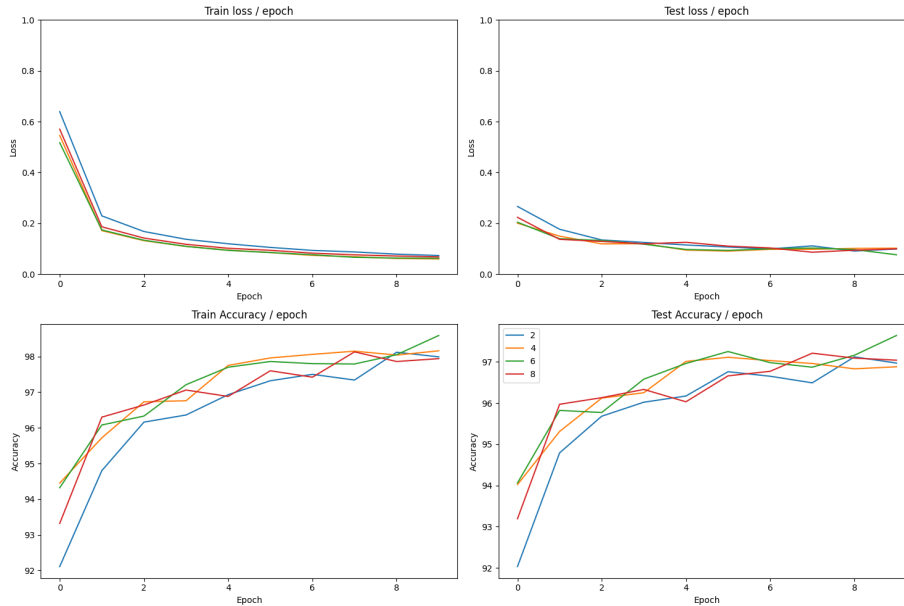 Train loss / epoch
1.0
0.8
0.6
0.4
0.2
0.0
Loss
0 2 4 6 8
Epoch
Test loss / epoch
1.0
0.8
0.6
0.4
0.2
0.0
Loss
0 2 4 6 8
Epoch
Train Accuracy / epoch
98
97
96
95
94
93
92
Accuracy
0 2 4 6 8
Epoch
Test Accuracy / epoch
2
4
6
8
97
96
95
94
93
92
Accuracy
0 2 4 6 8
Epoch